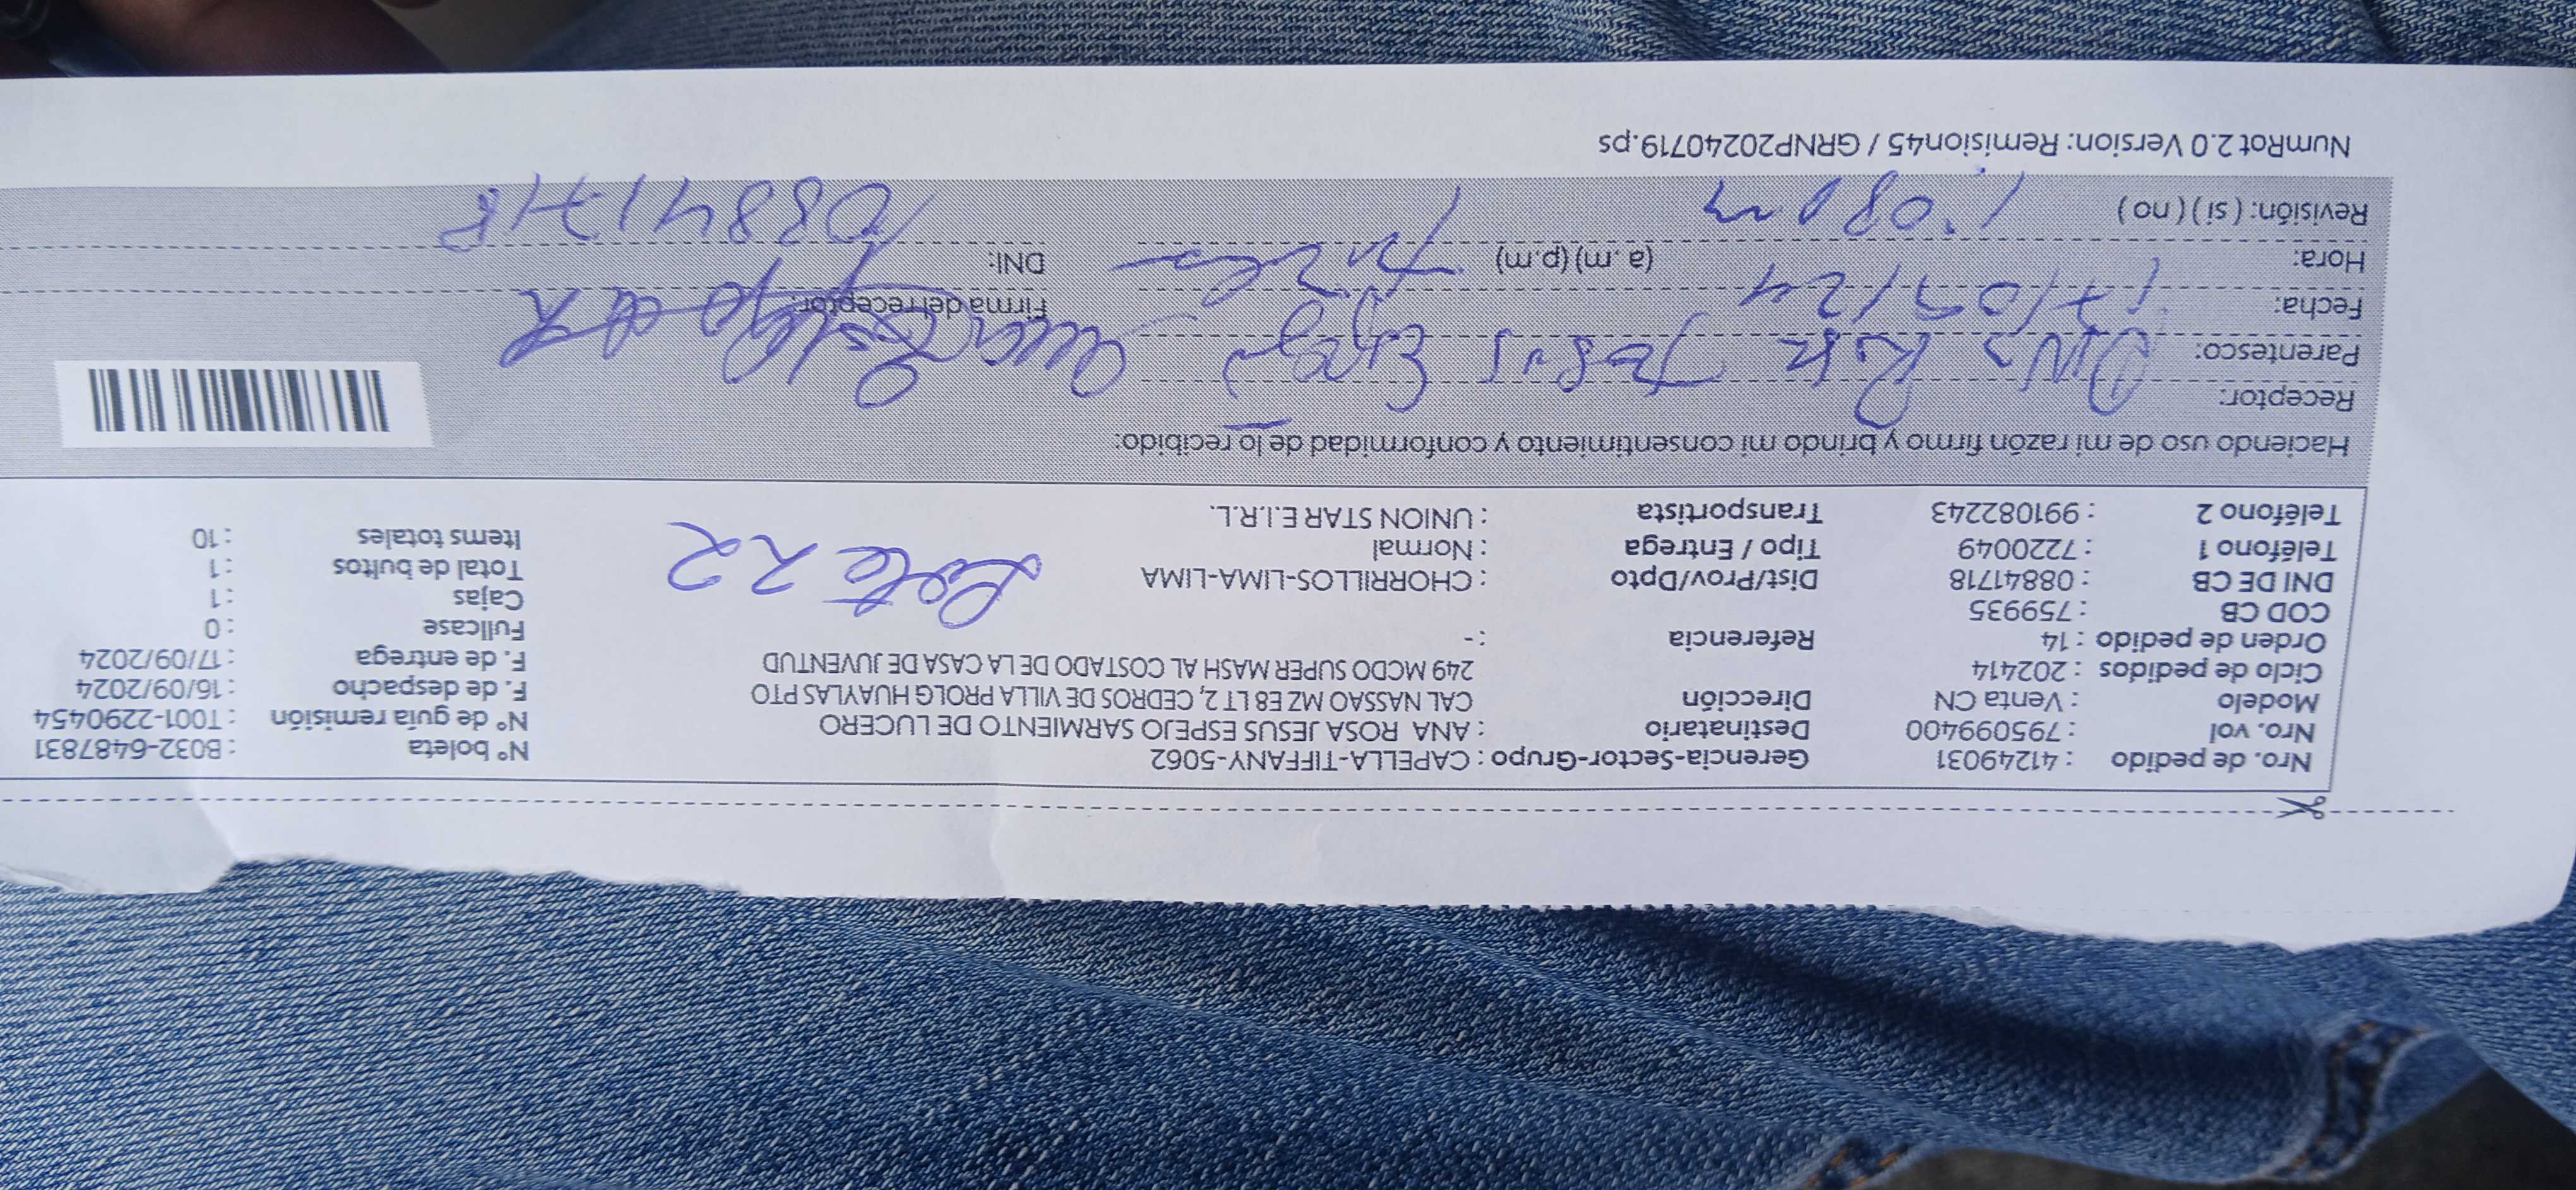 Nro. de pedido : 41249031 Gerencia-Sector-Grupo : CAPELLA-TIFFANY-5062 N° boleta : B032-6487831
Nro. vol : 795099400 Destinatario : ANA ROSA JESUS ESPEJO SARMIENTO DE LUCERO N° de guía remisión : T001-2290454
Modelo : Venta CN Dirección CAL NASSAO MZ E8 LT 2, CEDROS DE VILLA PROLG HUAYLAS PTO F. de despacho : 16/09/2024
Ciclo de pedidos : 202414 249 MCDO SUPER MASH AL COSTADO DE LA CASA DE JUVENTUD F. de entrega : 17/09/2024
Orden de pedido : 14 Referencia : - Fullcase : 0
COD CB : 759935 Cajas : 1
DNI DE CB : 08841718 Dist/Prov/Dpto : CHORRILLOS-LIMA-LIMA Total de bultos : 1
Teléfono 1 : 7220049 Tipo / Entrega : Normal Items totales : 10
Teléfono 2 : 991082243 Transportista : UNION STAR E.I.R.L.
Lote 22
Haciendo uso de mi razón firmo y brindo mi consentimiento y conformidad de lo recibido:
Receptor:
Parentesco: Jesus Espejo
Fecha: 17/09/24 Firma del receptor:
Hora: (a. m) (p.m) DNI:
Revisión: ( sí ) ( no ) 1:08 pm 08841718
NumRot 2.0 Version: Remision45 / GRNP20240719.ps